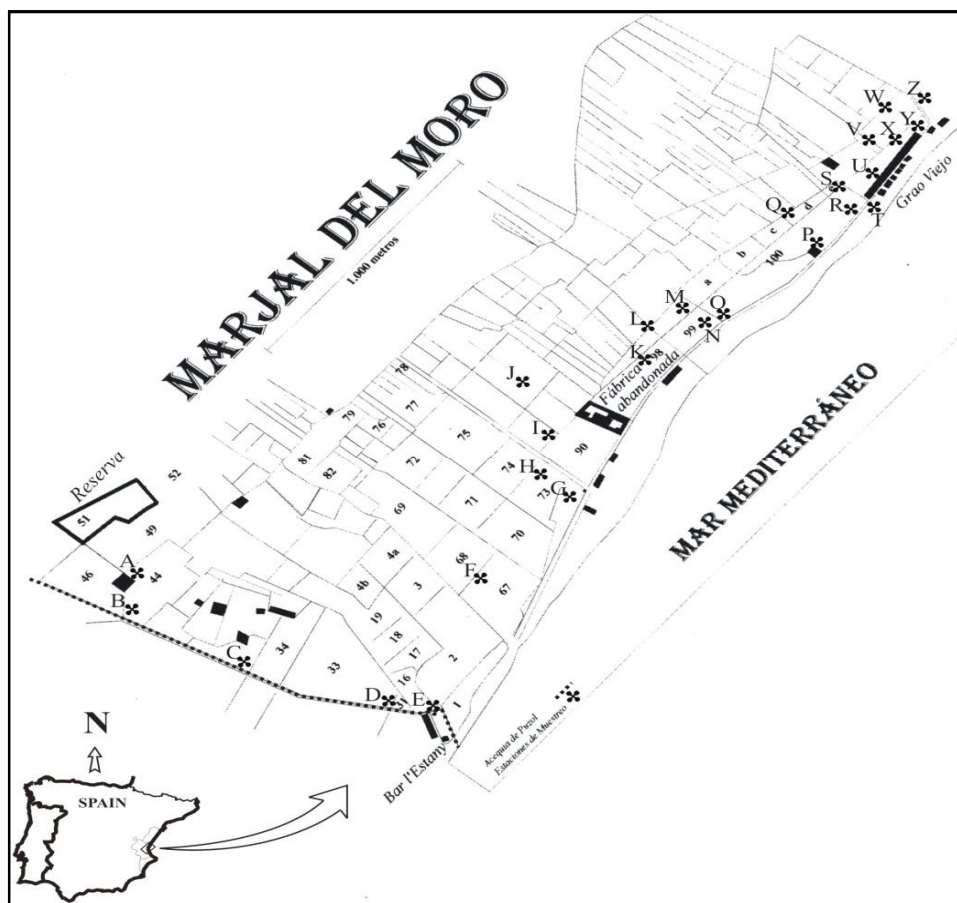 MARJAL DEL MORO
1.000 metros
MAR MEDITERRÁNEO
Grao Viejo
Fábrica
abandonada
Reserva
Bar l'Estany
Acequia de Puzol
Estaciones de Muestreo
N
SPAIN
W
Z
V
X
Y
U
S
R
T
Q
P
d
c
b
a
100
M
O
L
N
99
K
98
J
I
90
H
G
78
79
77
76
75
74
73
81
82
72
71
70
69
68
67
F
52
51
49
46
44
A
B
C
34
33
4a
4b
3
19
18
17
16
2
1
31
D
E